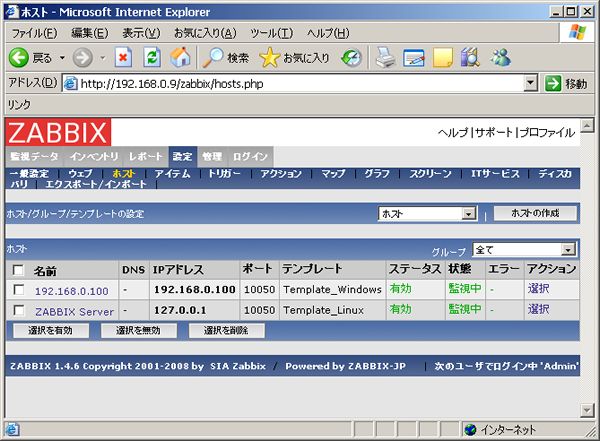 ホスト - Microsoft Internet Explorer
ファイル(F) 編集(E) 表示(V) お気に入り(A) ツール(T) ヘルプ(H)
戻る 検索 お気に入り
アドレス(D) http://192.168.0.9/zabbix/hosts.php 移動
リンク
ZABBIX ヘルプ|サポート|プロファイル
監視データ インベントリ レポート 設定 管理 ログイン
一般設定 | ウェブ | ホスト | アイテム | トリガー | アクション | マップ | グラフ | スクリーン | ITサービス | ディスカ
バリ | エクスポート/インポート |
ホスト/グループ/テンプレートの設定 ホスト | ホストの作成
ホスト グループ 全て
名前 DNS IPアドレス ポート テンプレート ステータス 状態 エラー アクション
192.168.0.100 - 192.168.0.100 10050 Template_Windows 有効 監視中 - 選択
ZABBIX Server - 127.0.0.1 10050 Template_Linux 有効 監視中 - 選択
選択を有効 選択を無効 選択を削除
ZABBIX 1.4.6 Copyright 2001-2008 by SIA Zabbix / Powered by ZABBIX-JP | 次のユーザでログイン中 'Admin'
インターネット